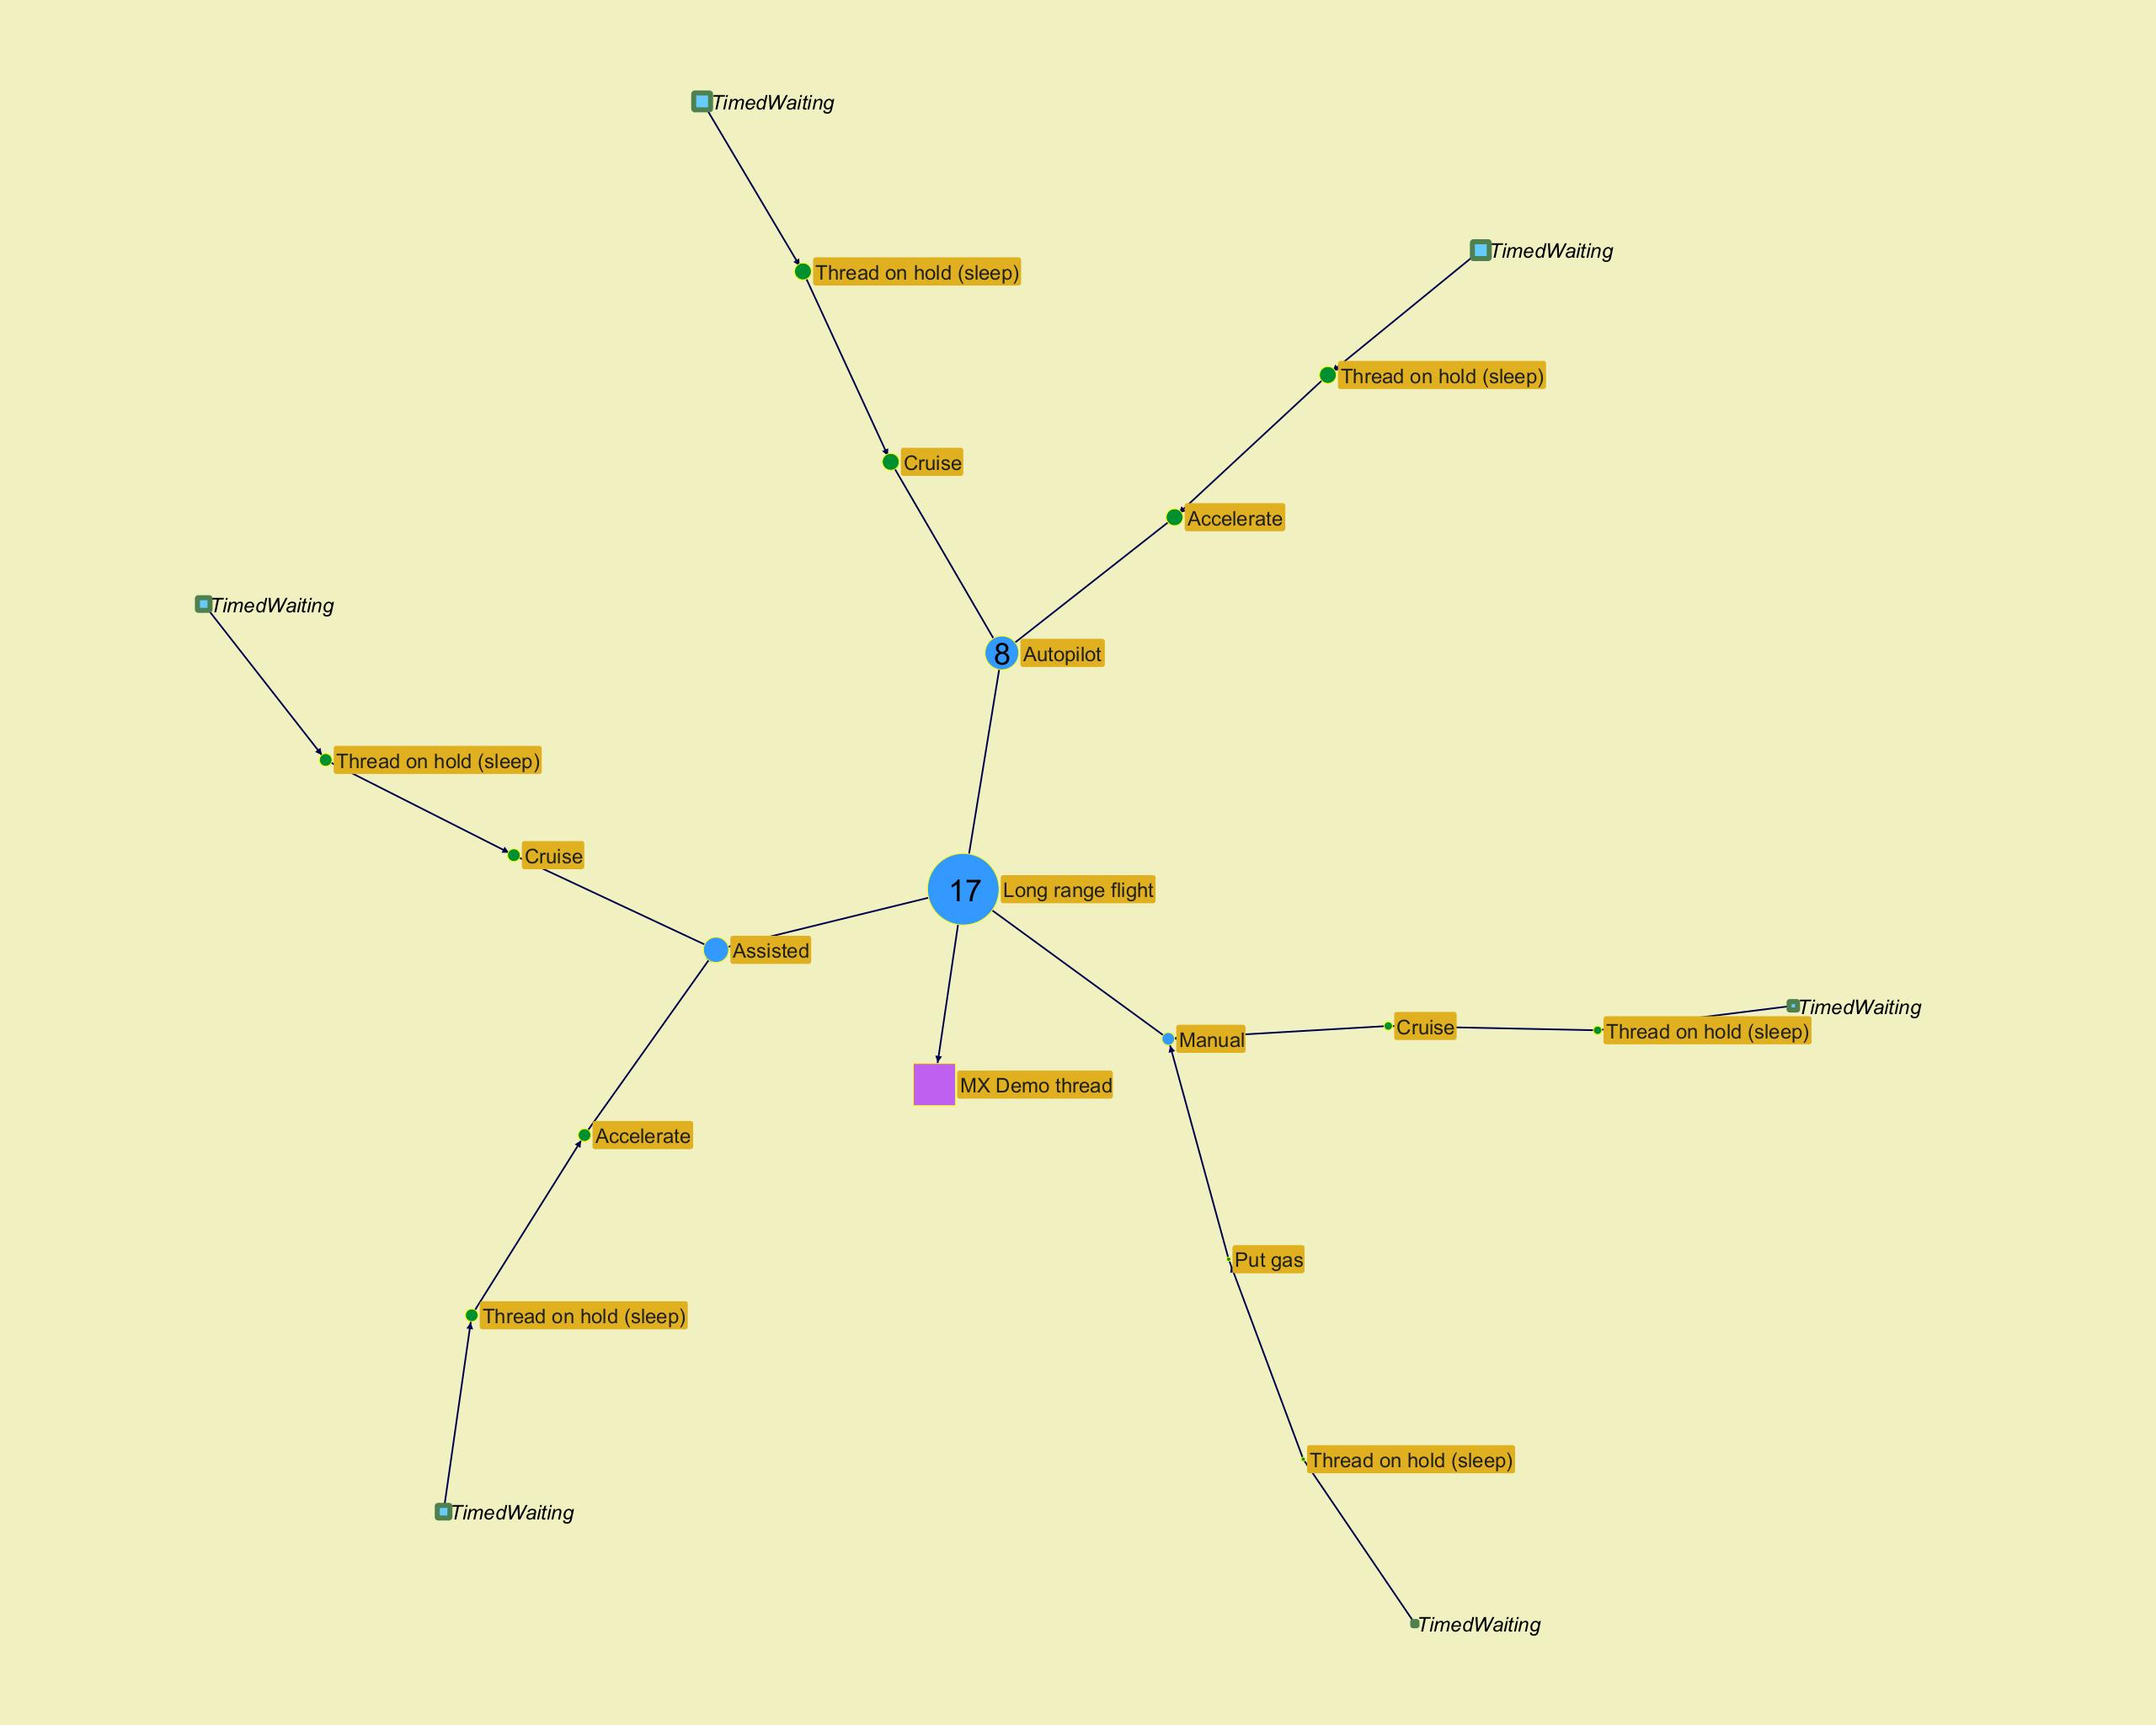 TimedWaiting
TimedWaiting
Thread on hold (sleep)
Thread on hold (sleep)
Cruise
Accelerate
TimedWaiting
8
Autopilot
Thread on hold (sleep)
Cruise
17
Long range flight
Assisted
TimedWaiting
Cruise
Thread on hold (sleep)
Manual
MX Demo thread
Accelerate
Put gas
Thread on hold (sleep)
Thread on hold (sleep)
TimedWaiting
TimedWaiting